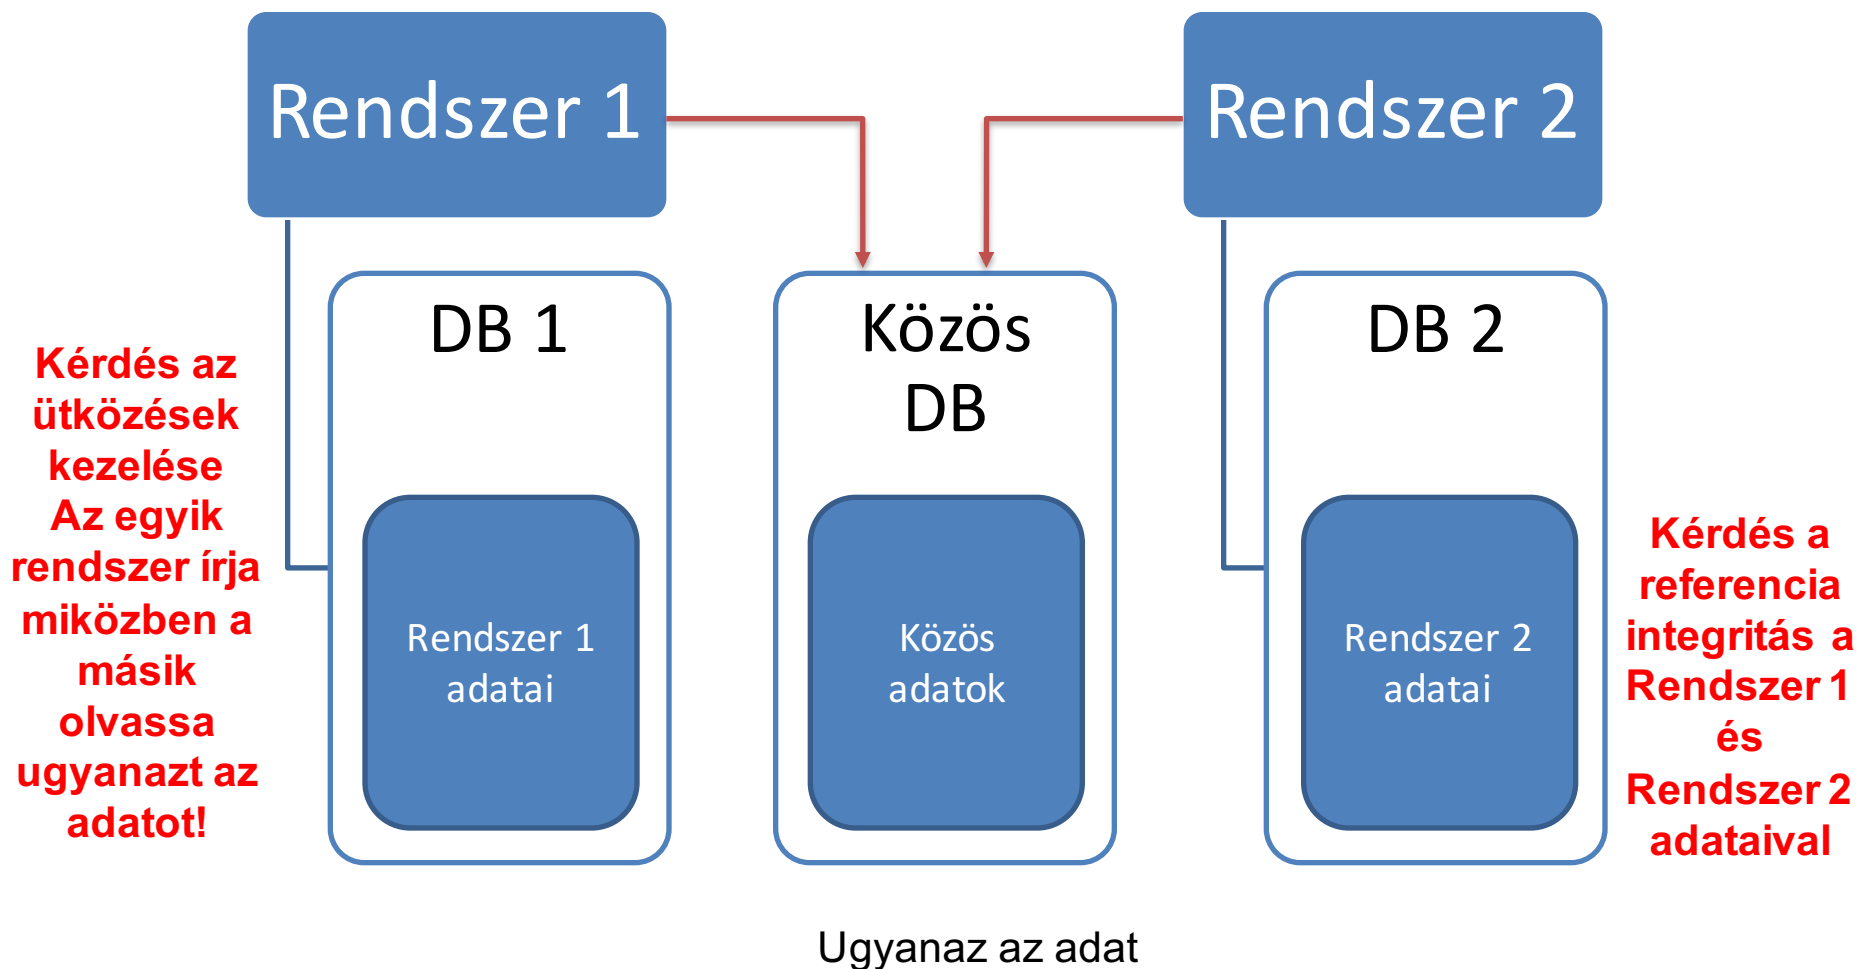 Rendszer 1
Rendszer 2
Kérdés az
ütközések
kezelése
Az egyik
rendszer írja
miközben a
másik
olvassa
ugyanazt az
adatot!
DB 1
Rendszer 1
adatai
Közös
DB
Közös
adatok
DB 2
Rendszer 2
adatai
Kérdés a
referencia
integritás a
Rendszer 1
és
Rendszer 2
adataival
Ugyanaz az adat